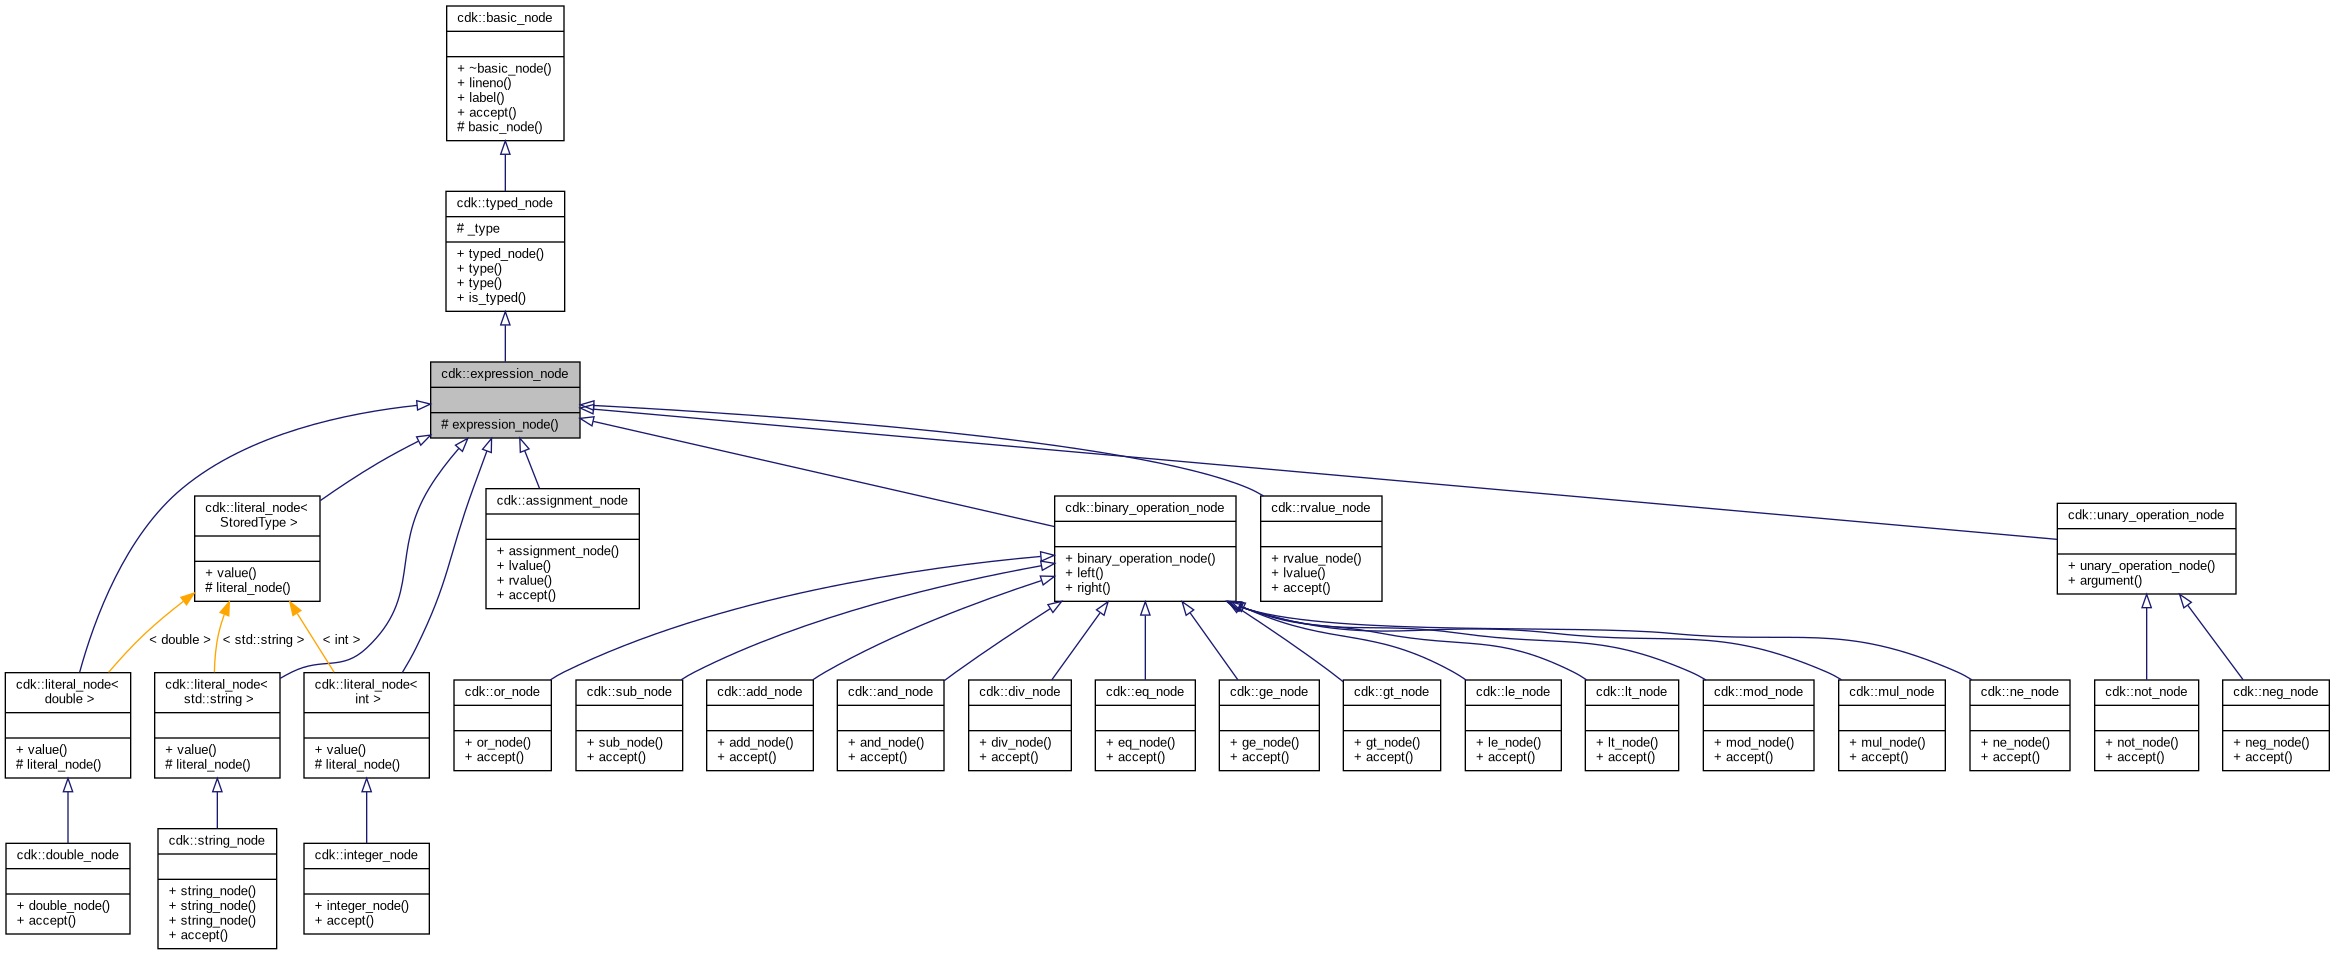 cdk::basic_node
+ ~basic_node()
+ lineno()
+ label()
+ accept()
# basic_node()
cdk::typed_node
# _type
+ typed_node()
+ type()
+ type()
+ is_typed()
cdk::expression_node
# expression_node()
cdk::literal_node<
StoredType >
+ value()
# literal_node()
cdk::assignment_node
+ assignment_node()
+ lvalue()
+ rvalue()
+ accept()
cdk::binary_operation_node
+ binary_operation_node()
+ left()
+ right()
cdk::rvalue_node
+ rvalue_node()
+ lvalue()
+ accept()
cdk::unary_operation_node
+ unary_operation_node()
+ argument()
< double >
< std::string >
< int >
cdk::literal_node<
double >
+ value()
# literal_node()
cdk::literal_node<
std::string >
+ value()
# literal_node()
cdk::literal_node<
int >
+ value()
# literal_node()
cdk::or_node
+ or_node()
+ accept()
cdk::sub_node
+ sub_node()
+ accept()
cdk::add_node
+ add_node()
+ accept()
cdk::and_node
+ and_node()
+ accept()
cdk::div_node
+ div_node()
+ accept()
cdk::eq_node
+ eq_node()
+ accept()
cdk::ge_node
+ ge_node()
+ accept()
cdk::gt_node
+ gt_node()
+ accept()
cdk::le_node
+ le_node()
+ accept()
cdk::lt_node
+ lt_node()
+ accept()
cdk::mod_node
+ mod_node()
+ accept()
cdk::mul_node
+ mul_node()
+ accept()
cdk::ne_node
+ ne_node()
+ accept()
cdk::not_node
+ not_node()
+ accept()
cdk::neg_node
+ neg_node()
+ accept()
cdk::double_node
+ double_node()
+ accept()
cdk::string_node
+ string_node()
+ string_node()
+ string_node()
+ accept()
cdk::integer_node
+ integer_node()
+ accept()